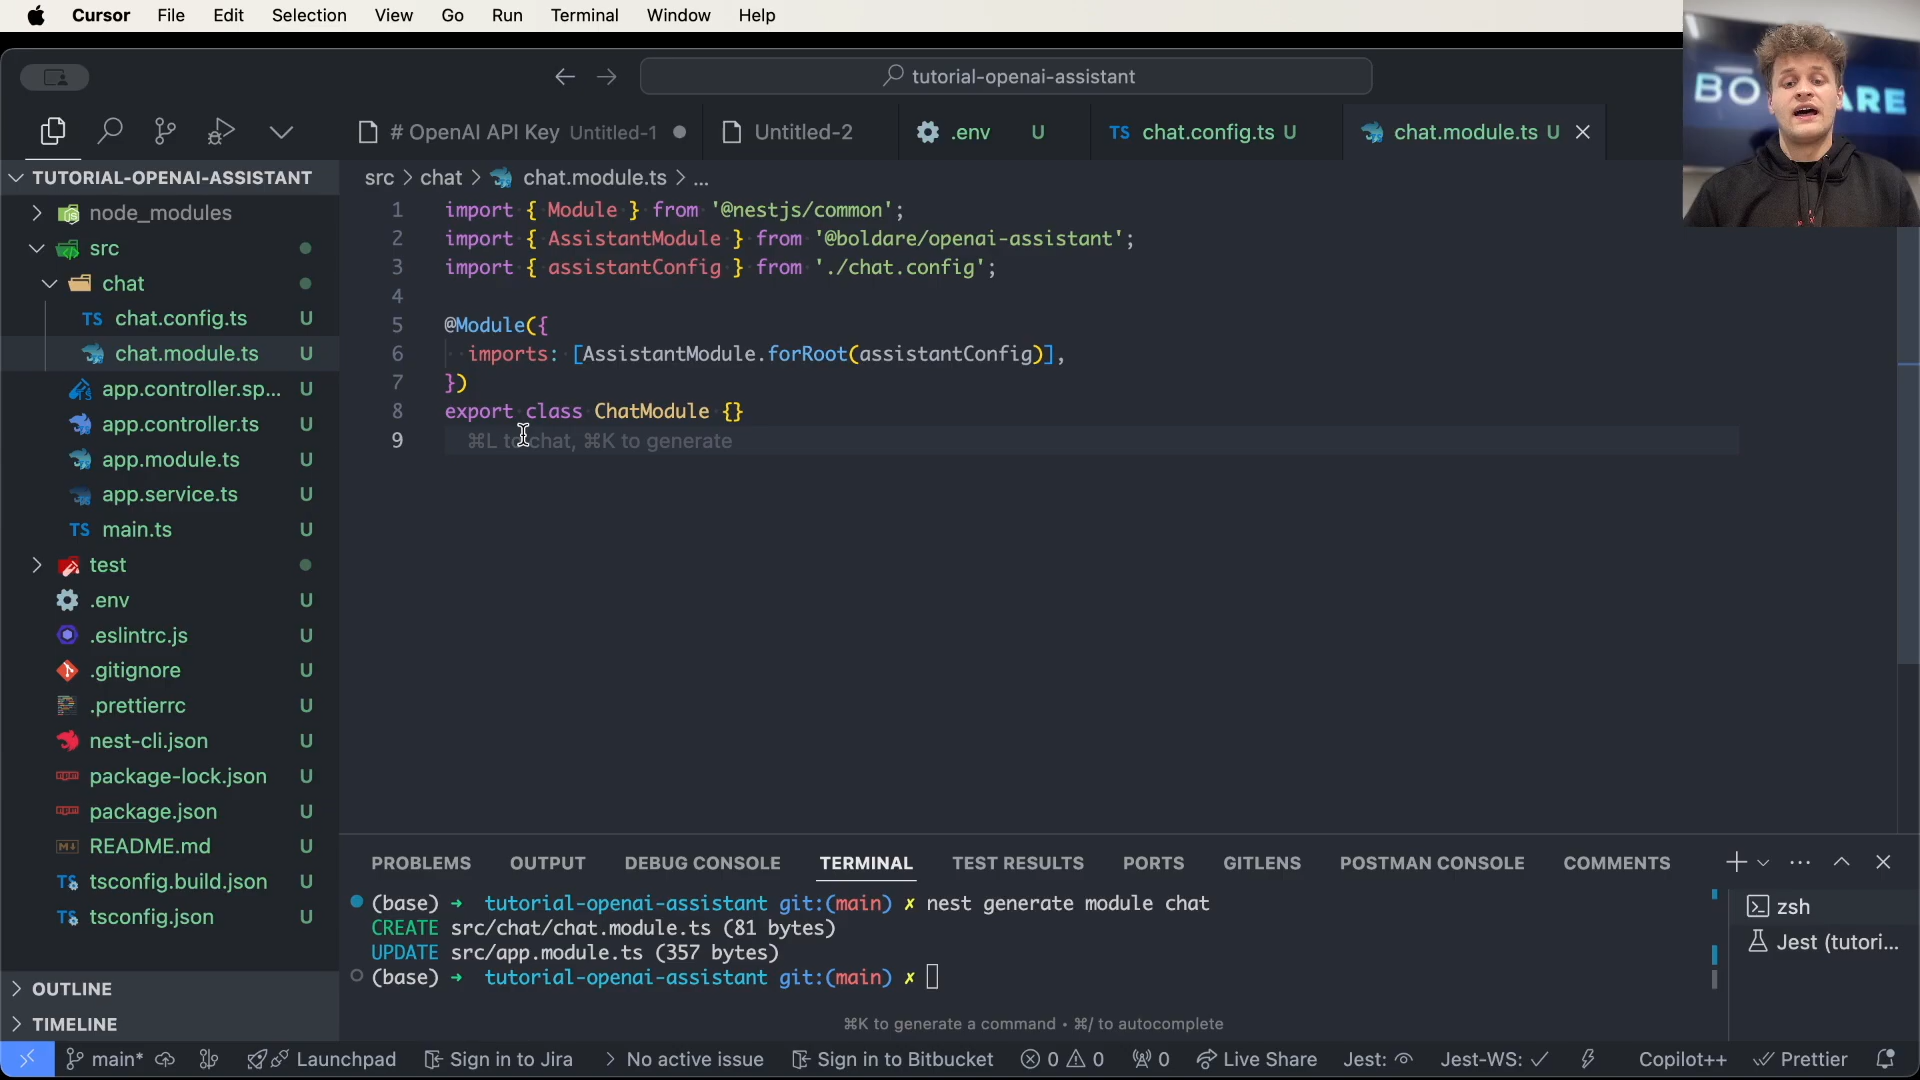 Cursor File Edit Selection View Go Run Terminal Window Help
tutorial-openai-assistant
# OpenAI API Key Untitled-1
Untitled-2
.env U
TS chat.config.ts U
chat.module.ts U
TUTORIAL-OPENAI-ASSISTANT
node_modules
src
chat
TS chat.config.ts U
chat.module.ts U
app.controller.sp... U
app.controller.ts U
app.module.ts U
app.service.ts U
TS main.ts U
test
.env U
.eslintrc.js U
.gitignore U
.prettierrc U
nest-cli.json U
package-lock.json U
package.json U
README.md U
TS tsconfig.build.json U
TS tsconfig.json U
OUTLINE
TIMELINE
src > chat > chat.module.ts > ...
1 import { Module } from '@nestjs/common';
2 import { AssistantModule } from '@boldare/openai-assistant';
3 import { assistantConfig } from './chat.config';
4
5 @Module({
6 imports: [AssistantModule.forRoot(assistantConfig)],
7 })
8 export class ChatModule {}
9 ⌘L to chat, ⌘K to generate
PROBLEMS OUTPUT DEBUG CONSOLE TERMINAL TEST RESULTS PORTS GITLENS POSTMAN CONSOLE COMMENTS
(base) → tutorial-openai-assistant git:(main) ✗ nest generate module chat
CREATE src/chat/chat.module.ts (81 bytes)
UPDATE src/app.module.ts (357 bytes)
(base) → tutorial-openai-assistant git:(main) ✗
zsh
Jest (tutori...
⌘K to generate a command • ⌘/ to autocomplete
main* Launchpad Sign in to Jira No active issue Sign in to Bitbucket 0 0 0 Live Share Jest: Jest-WS: Copilot++ Prettier